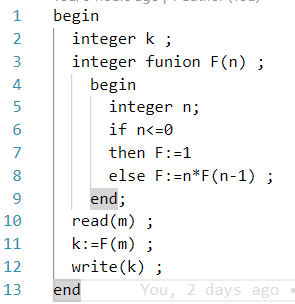 1 begin
2 integer k ;
3 integer funion F(n) ;
4 begin
5 integer n;
6 if n<=0
7 then F:=1
8 else F:=n*F(n-1) ;
9 end;
10 read(m) ;
11 k:=F(m) ;
12 write(k) ;
13 end You, 2 days ago •